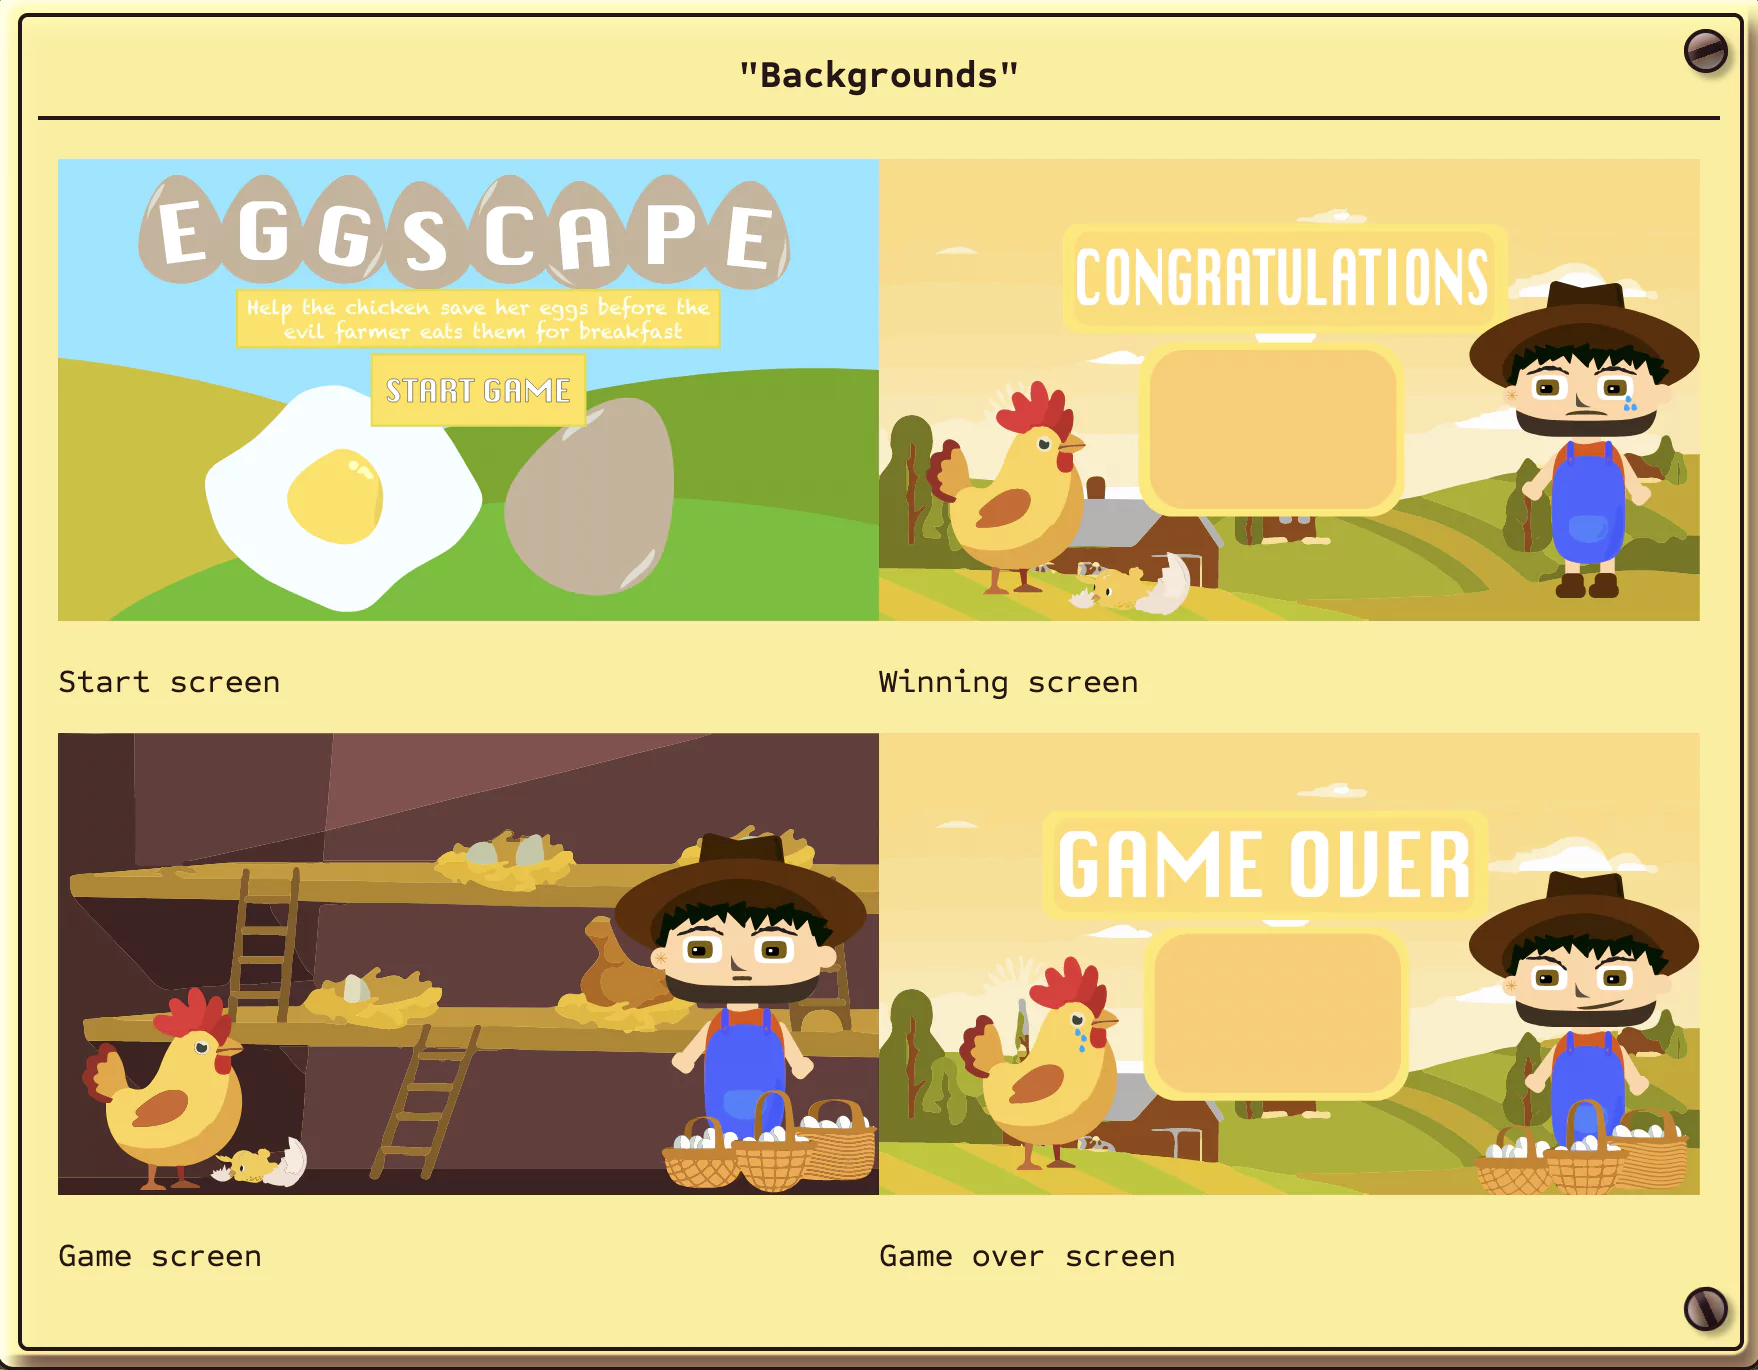 "Backgrounds"
EGGSCAPE
Help the chicken save her eggs before the
evil farmer eats them for breakfast
START GAME
CONGRATULATIONS
Start screen
Winning screen
GAME OVER
Game screen
Game over screen